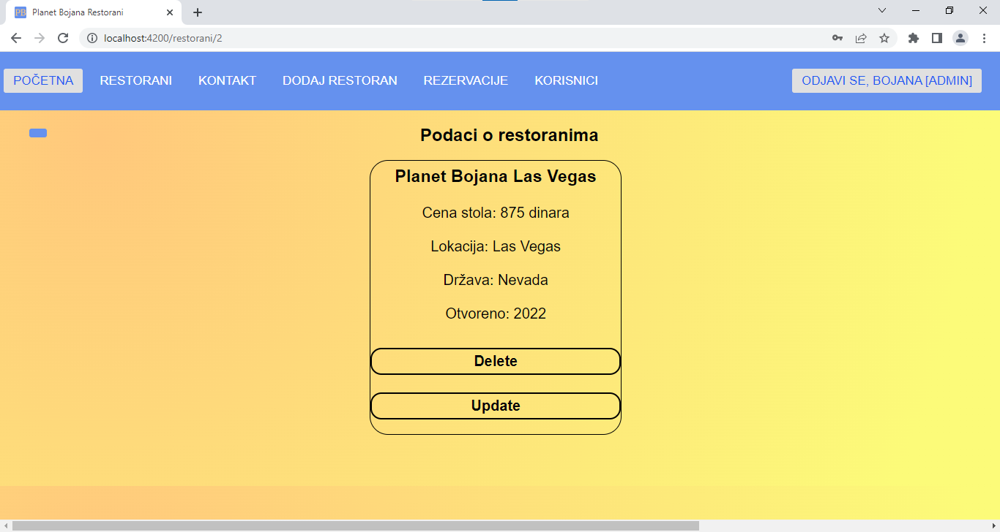 PB Planet Bojana Restorani
localhost:4200/restorani/2
POČETNA RESTORANI KONTAKT DODAJ RESTORAN REZERVACIJE KORISNICI ODJAVI SE, BOJANA [ADMIN]
Podaci o restoranima
Planet Bojana Las Vegas
Cena stola: 875 dinara
Lokacija: Las Vegas
Država: Nevada
Otvoreno: 2022
Delete
Update